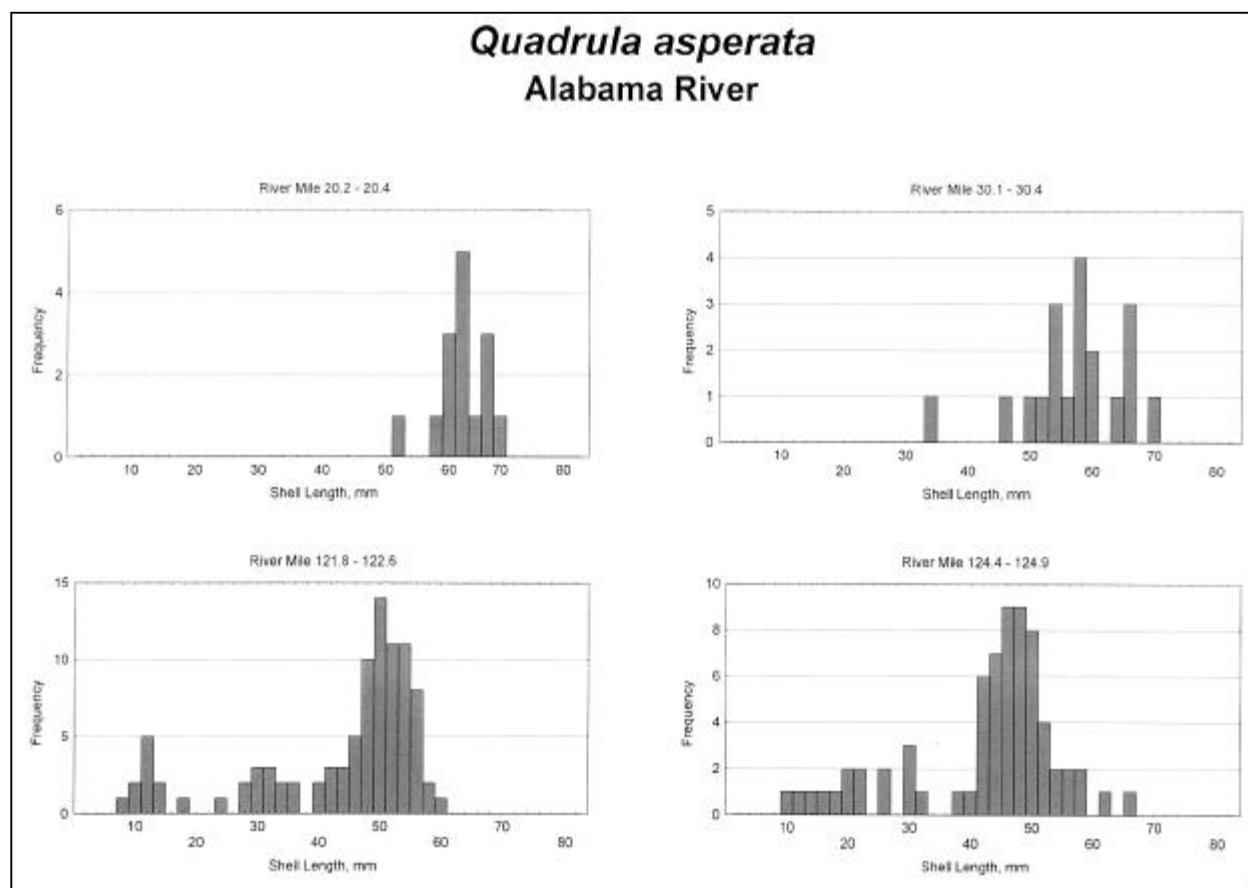 Quadrula asperata
Alabama River
River Mile 20.2 - 20.4
6
4
2
0
Frequency
10 20 30 40 50 60 70 80
Shell Length, mm
River Mile 30.1 - 30.4
5
4
3
2
1
0
Frequency
10 30 50 70
20 40 60 80
Shell Length, mm
River Mile 121.8 - 122.6
15
10
5
0
Frequency
10 30 50 70
20 40 60 80
Shell Length, mm
River Mile 124.4 - 124.9
10
8
6
4
2
0
Frequency
10 30 50 70
20 40 60 80
Shell Length, mm